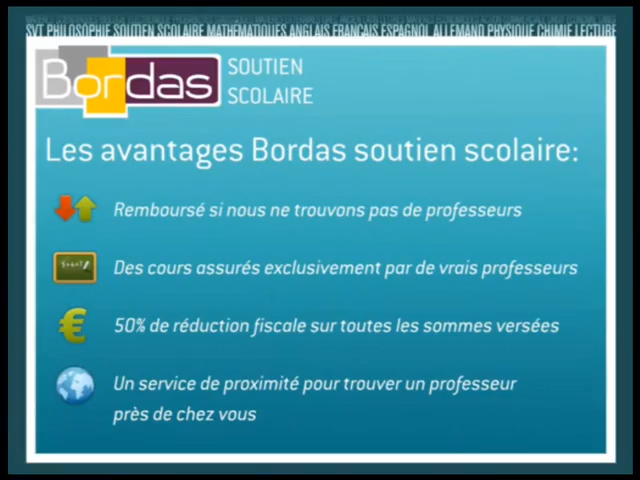 SVT PHILOSOPHIE SOUTIEN SCOLAIRE MATHÉMATIQUES ANGLAIS FRANÇAIS ESPAGNOL ALLEMAND PHYSIQUE CHIMIE LECTURE
Bordas SOUTIEN
SCOLAIRE
Les avantages Bordas soutien scolaire:
Remboursé si nous ne trouvons pas de professeurs
Des cours assurés exclusivement par de vrais professeurs
50% de réduction fiscale sur toutes les sommes versées
Un service de proximité pour trouver un professeur
près de chez vous